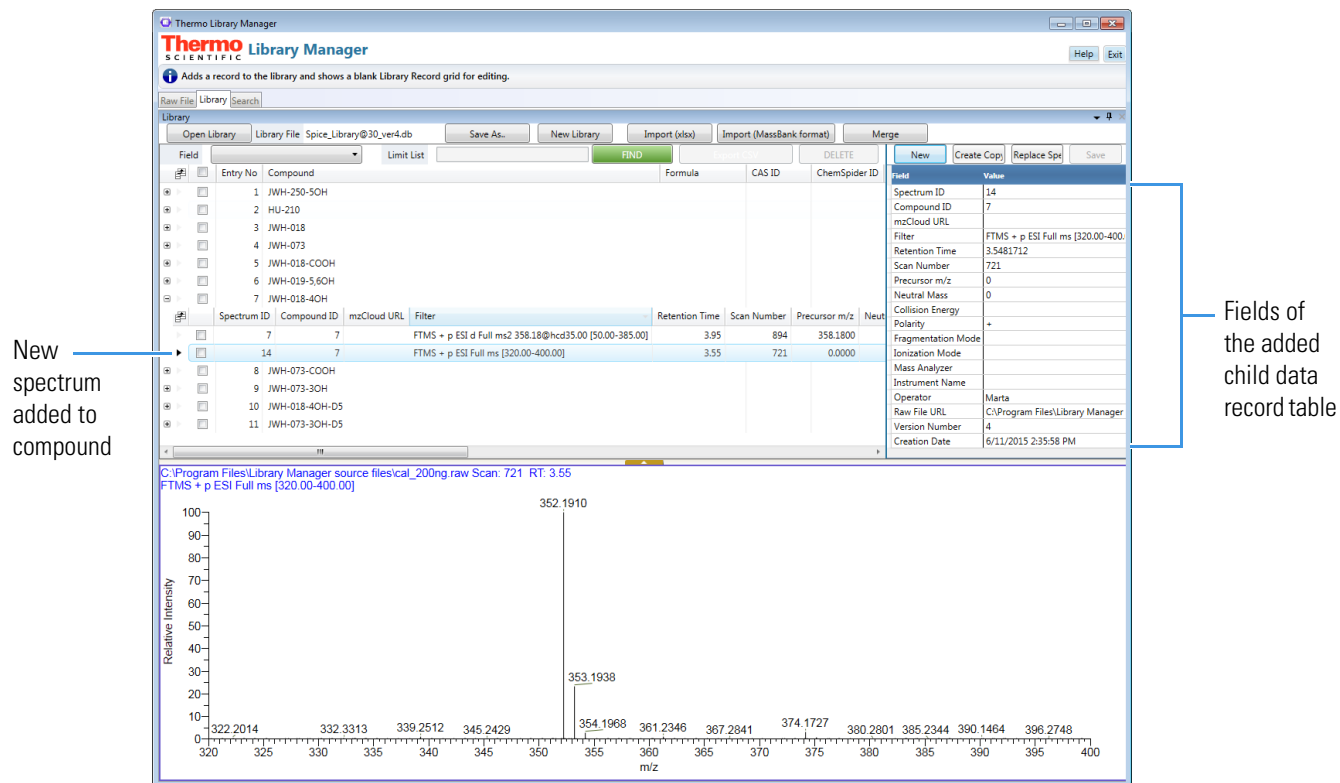 Thermo Library Manager
Thermo
SCIENTIFIC Library Manager
Help Exit
Adds a record to the library and shows a blank Library Record grid for editing.
Raw File Library Search
Library
Open Library Library File Spice_Library@30_ver4.db Save As.. New Library Import (xlsx) Import (MassBank format) Merge
Field Limit List FIND DELETE New Create Copy Replace Spe Save
Entry No Compound Formula CAS ID ChemSpider ID
1 JWH-250-5OH
2 HU-210
3 JWH-018
4 JWH-073
5 JWH-018-COOH
6 JWH-019-5,6OH
7 JWH-018-4OH
Spectrum ID Compound ID mzCloud URL Filter Retention Time Scan Number Precursor m/z Neut
7 7 FTMS + p ESI d Full ms2 358.18@hcd35.00 [50.00-385.00] 3.95 894 358.1800
14 7 FTMS + p ESI Full ms [320.00-400.00] 3.55 721 0.0000
8 JWH-073-COOH
9 JWH-073-3OH
10 JWH-018-4OH-D5
11 JWH-073-3OH-D5
Field Value
Spectrum ID 14
Compound ID 7
mzCloud URL
Filter FTMS + p ESI Full ms [320.00-400.
Retention Time 3.5481712
Scan Number 721
Precursor m/z 0
Neutral Mass 0
Collision Energy
Polarity +
Fragmentation Mode
Ionization Mode
Mass Analyzer
Instrument Name
Operator Marta
Raw File URL C:\Program Files\Library Manager
Version Number 4
Creation Date 6/11/2015 2:35:58 PM
New
spectrum
added to
compound
Fields of
the added
child data
record table
C:\Program Files\Library Manager source files\cal_200ng.raw Scan: 721 RT: 3.55
FTMS + p ESI Full ms [320.00-400.00]
Relative Intensity
100
90
80
70
60
50
40
30
20
10
0
352.1910
353.1938
322.2014 332.3313 339.2512 345.2429 354.1968 361.2346 367.2841 374.1727 380.2801 385.2344 390.1464 396.2748
320 325 330 335 340 345 350 355 360 365 370 375 380 385 390 395 400
m/z